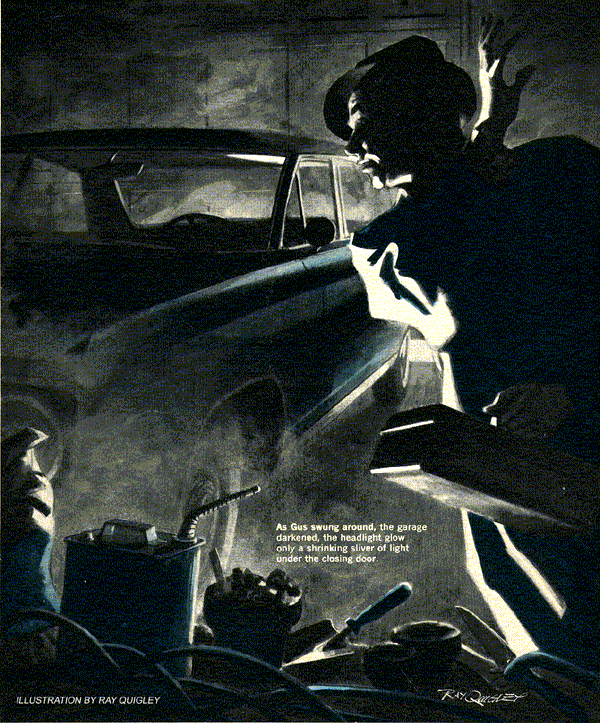 As Gus swung around, the garage
darkened, the headlight glow
only a shrinking sliver of light
under the closing door.
ILLUSTRATION BY RAY QUIGLEY
RAY QUIGLEY